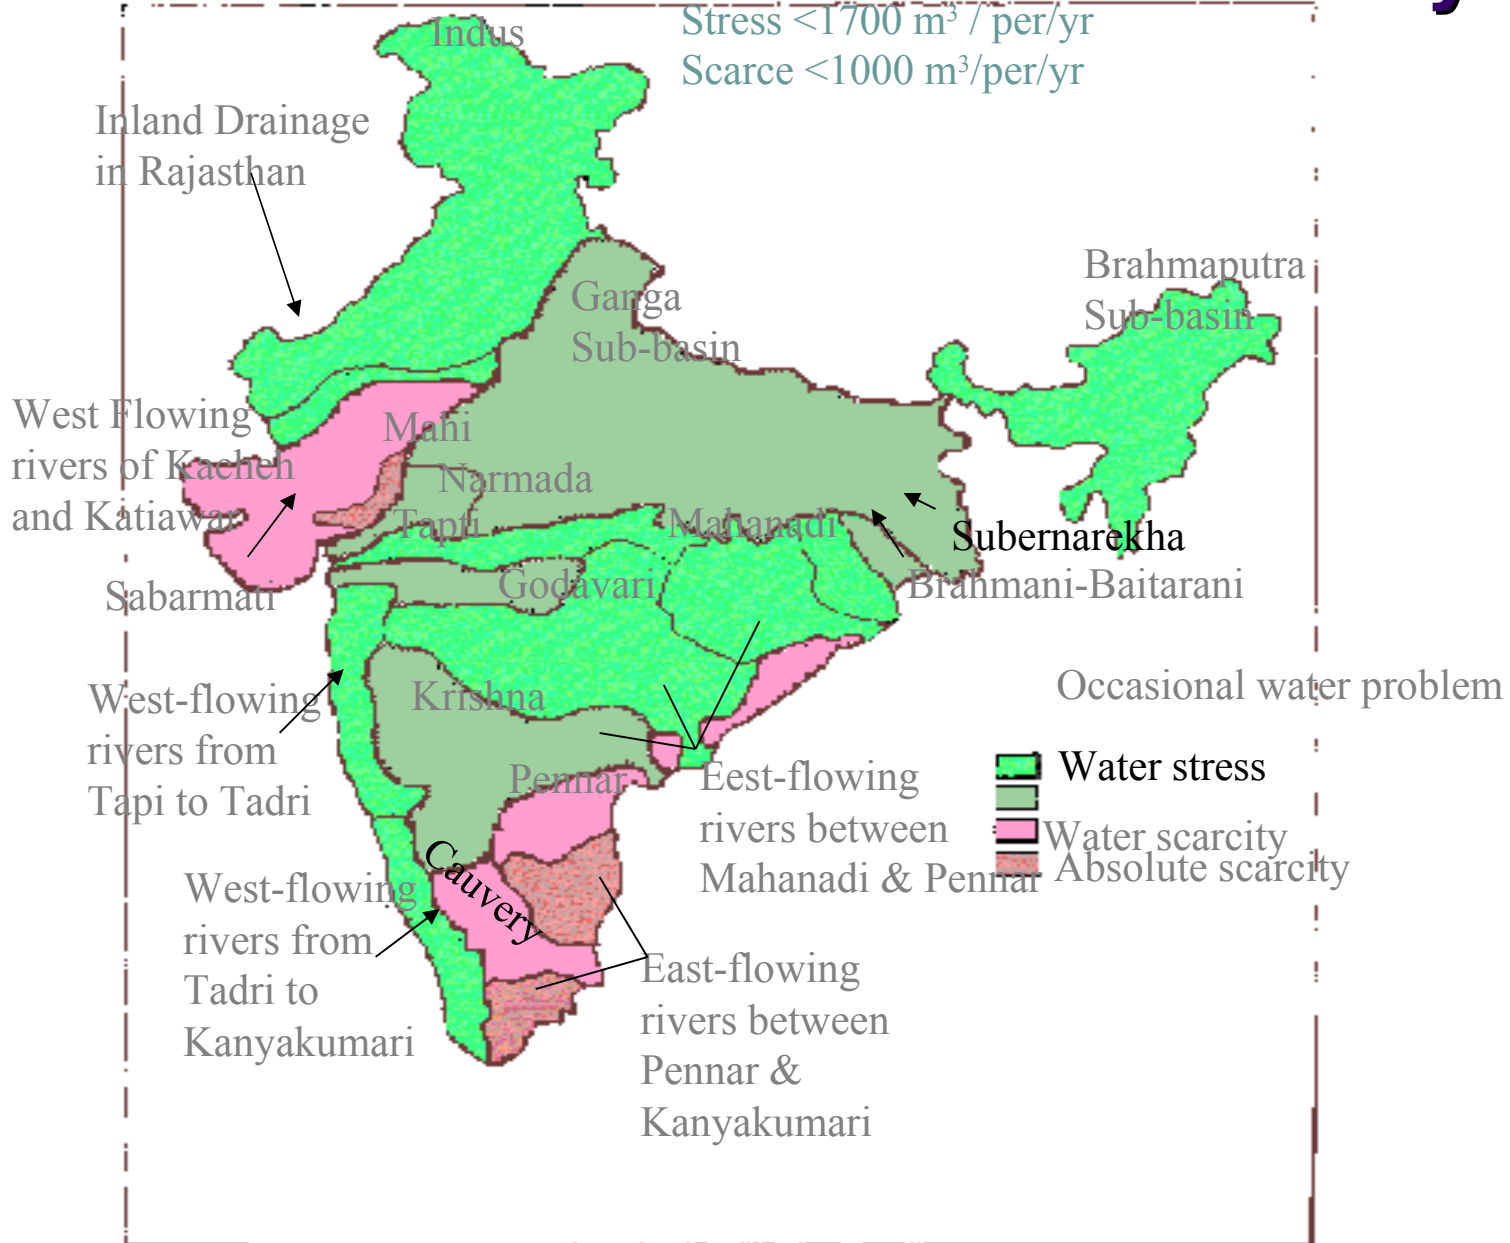 Stress <1700 m³ / per/yr
Scarce <1000 m³/per/yr
Indus
Inland Drainage
in Rajasthan
Brahmaputra
Sub-basin
Ganga
Sub-basin
West Flowing
rivers of Kacheh
and Katiawar
Mahi
Narmada
Tapti
Mahanadi
Subernarekha
Brahmani-Baitarani
Sabarmati
Godavari
West-flowing
rivers from
Tapi to Tadri
Krishna
Occasional water problem
Water stress
Water scarcity
Absolute scarcity
Pennar
Eest-flowing
rivers between
Mahanadi & Pennar
Cauvery
West-flowing
rivers from
Tadri to
Kanyakumari
East-flowing
rivers between
Pennar &
Kanyakumari